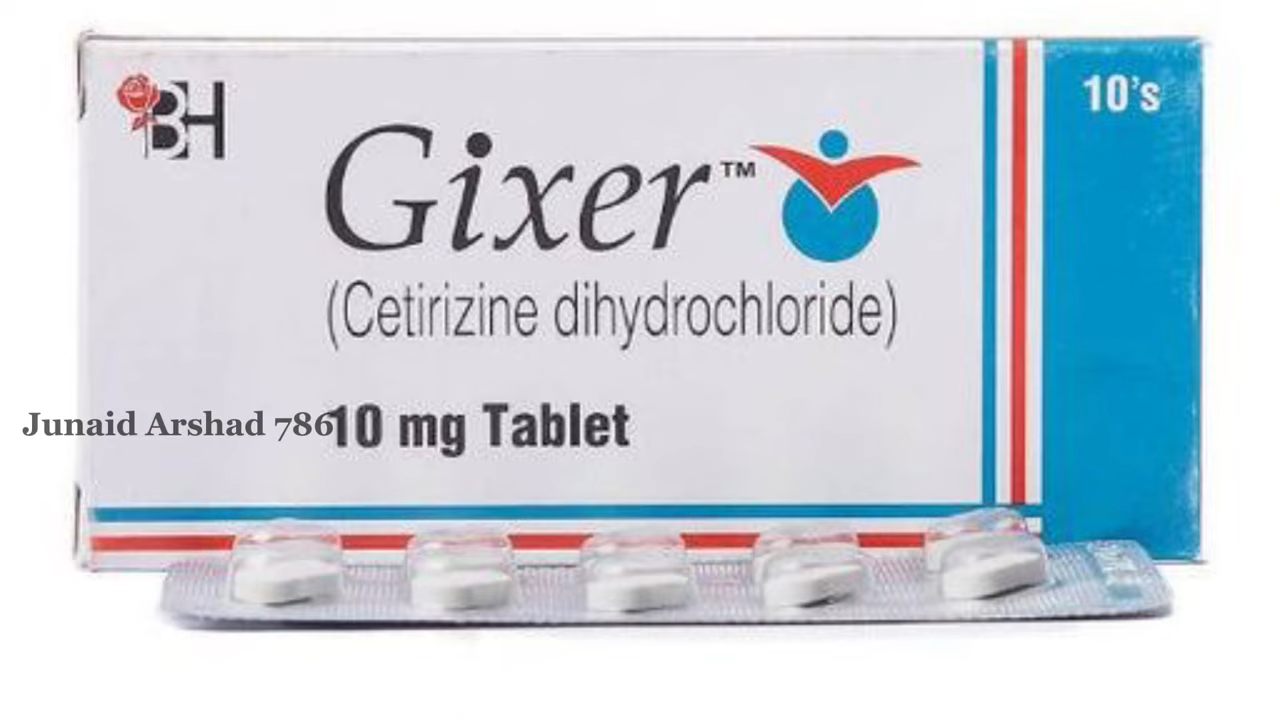 BH
10's
Gixer™
(Cetirizine dihydrochloride)
Junaid Arshad 786
10 mg Tablet